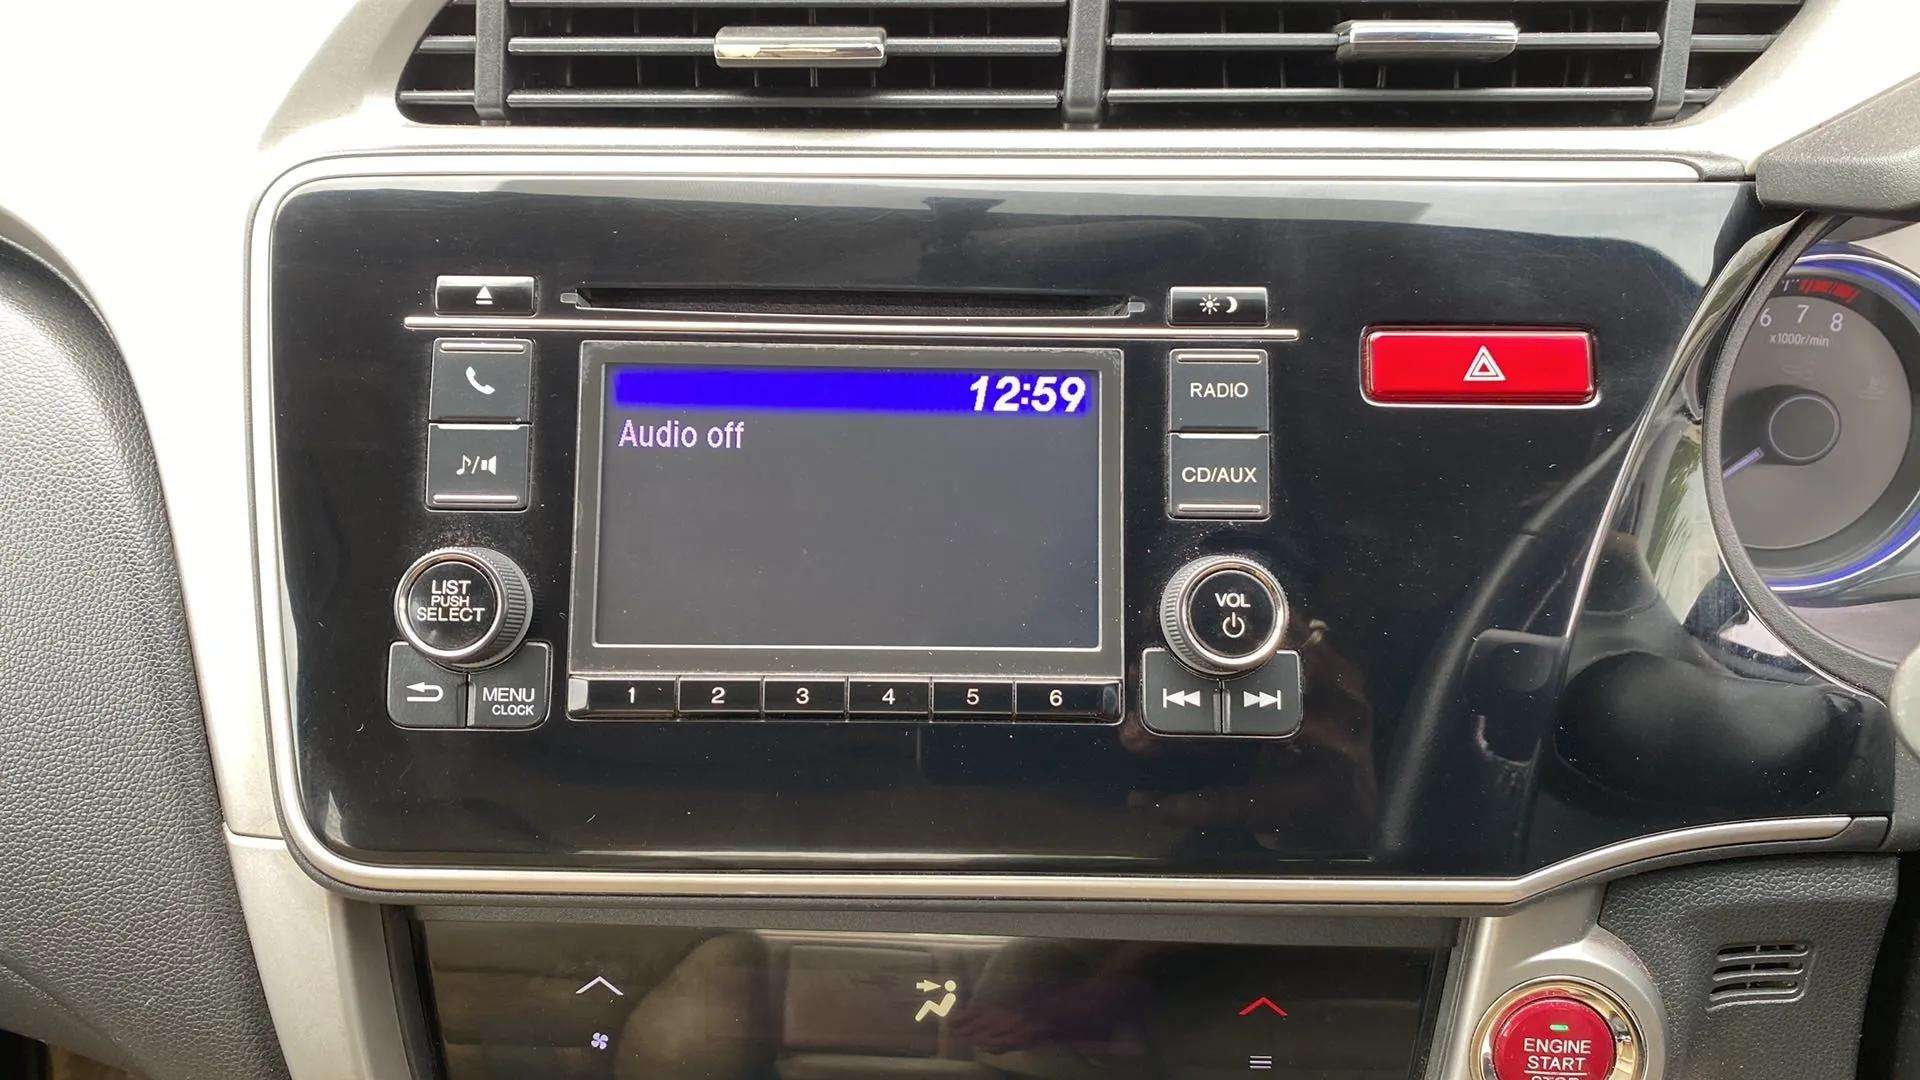 12:59
Audio off
RADIO
CD/AUX
LIST
PUSH
SELECT
VOL
MENU
CLOCK
1 2 3 4 5 6
6 7 8
x1000r/min
ENGINE
START
STOP